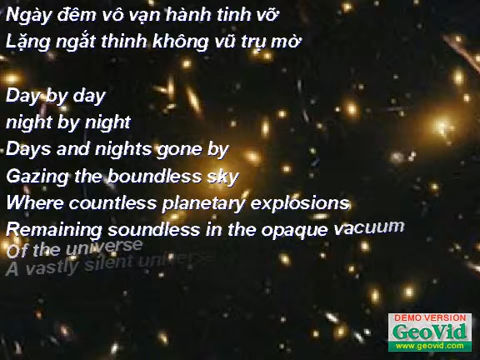 Ngày đêm vô vạn hành tinh vỡ
Lặng ngắt thinh không vũ trụ mờ
Day by day
night by night
Days and nights gone by
Gazing the boundless sky
Where countless planetary explosions
Remaining soundless in the opaque vacuum
Of the universe
A vastly silent universe
DEMO VERSION
GeoVid
www.geovid.com